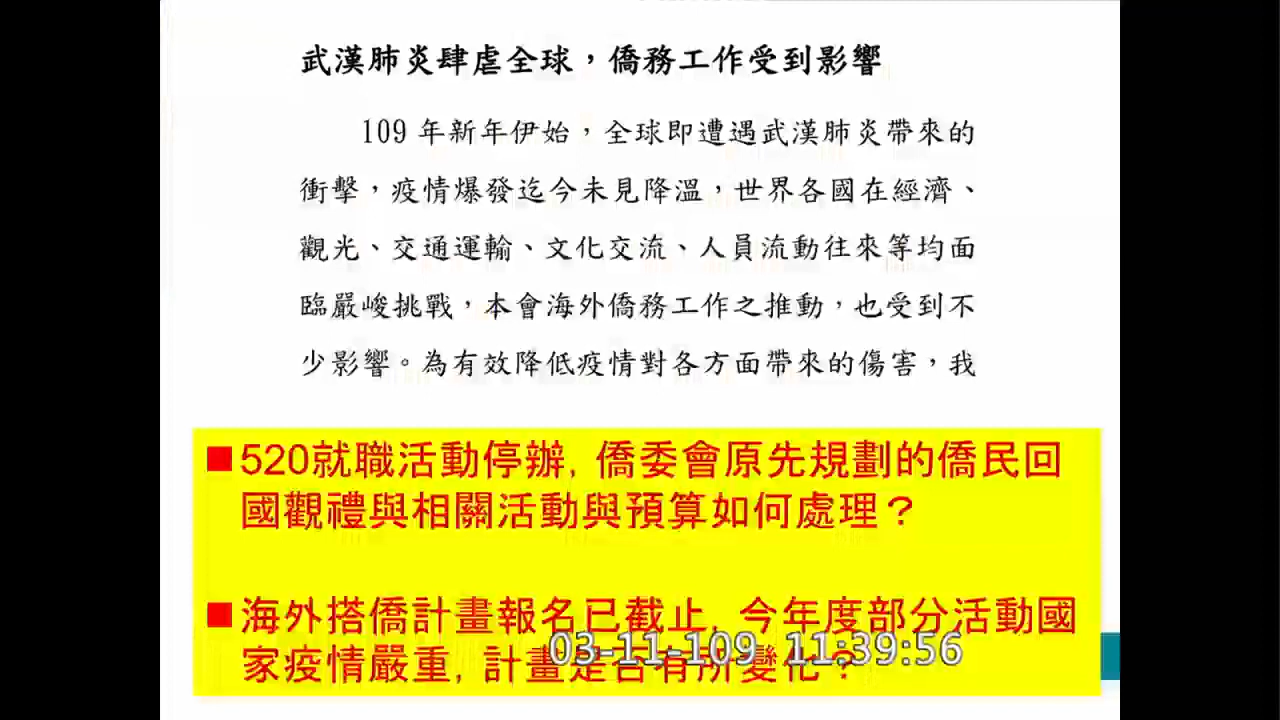 武漢肺炎肆虐全球，僑務工作受到影響
109 年新年伊始，全球即遭遇武漢肺炎帶來的
衝擊，疫情爆發迄今未見降溫，世界各國在經濟、
觀光、交通運輸、文化交流、人員流動往來等均面
臨嚴峻挑戰，本會海外僑務工作之推動，也受到不
少影響。為有效降低疫情對各方面帶來的傷害，我
■520就職活動停辦，僑委會原先規劃的僑民回
國觀禮與相關活動與預算如何處理？
■海外搭僑計畫報名已截止，今年度部分活動國
家疫情嚴重，計畫是否有所變化？
03-11-109 11:39:56